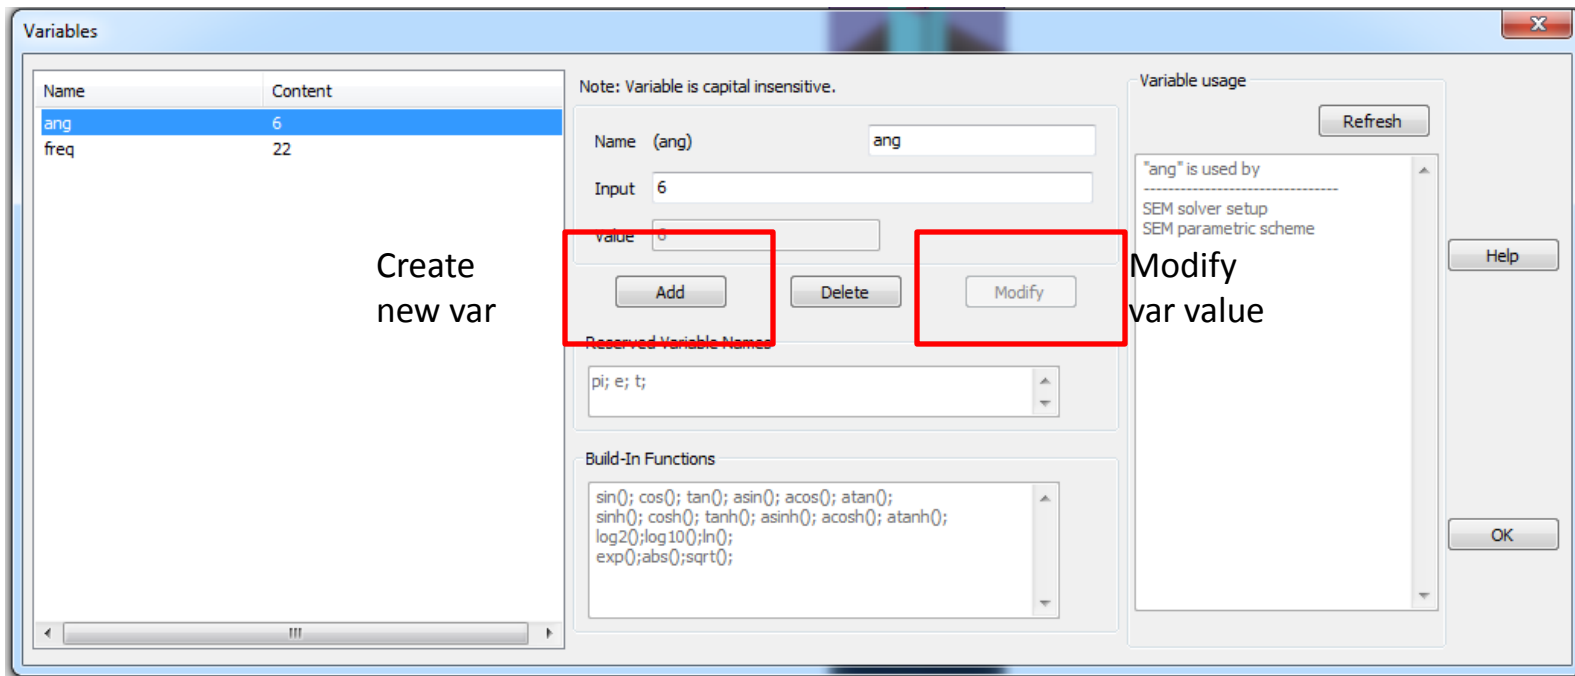 Variables
Name Content
ang 6
freq 22
Note: Variable is capital insensitive.
Name (ang) ang
Input 6
Value 6
Create
new var
Add
Delete
Modify
Modify
var value
Reserved Variable Names
pi; e; t;
Build-In Functions
sin(); cos(); tan(); asin(); acos(); atan();
sinh(); cosh(); tanh(); asinh(); acosh(); atanh();
log2();log10();ln();
exp();abs();sqrt();
Variable usage
Refresh
"ang" is used by
--------------------------------
SEM solver setup
SEM parametric scheme
Help
OK